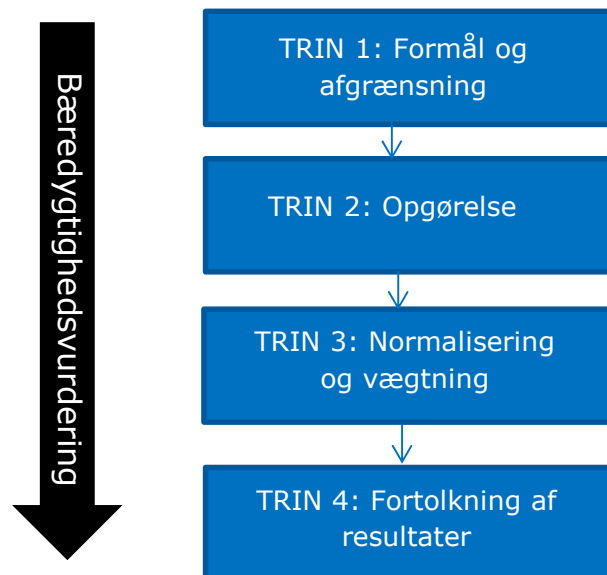 Bæredygtighedsvurdering
TRIN 1: Formål og
afgrænsning
TRIN 2: Opgørelse
TRIN 3: Normalisering
og vægtning
TRIN 4: Fortolkning af
resultater